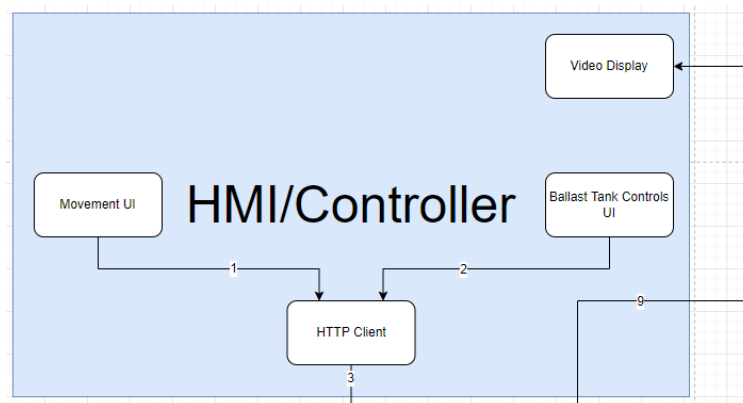 Video Display
Movement UI
HMI/Controller
Ballast Tank Controls
UI
1
2
HTTP Client
9
3